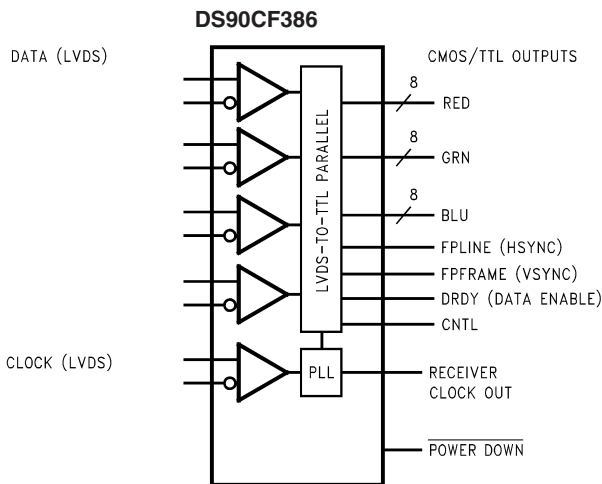 DS90CF386
DATA (LVDS)
CMOS/TTL OUTPUTS
8
RED
8
GRN
8
BLU
LVDS-TO-TTL PARALLEL
FPLINE (HSYNC)
FPFRAME (VSYNC)
DRDY (DATA ENABLE)
CNTL
CLOCK (LVDS)
PLL
RECEIVER
CLOCK OUT
POWER DOWN